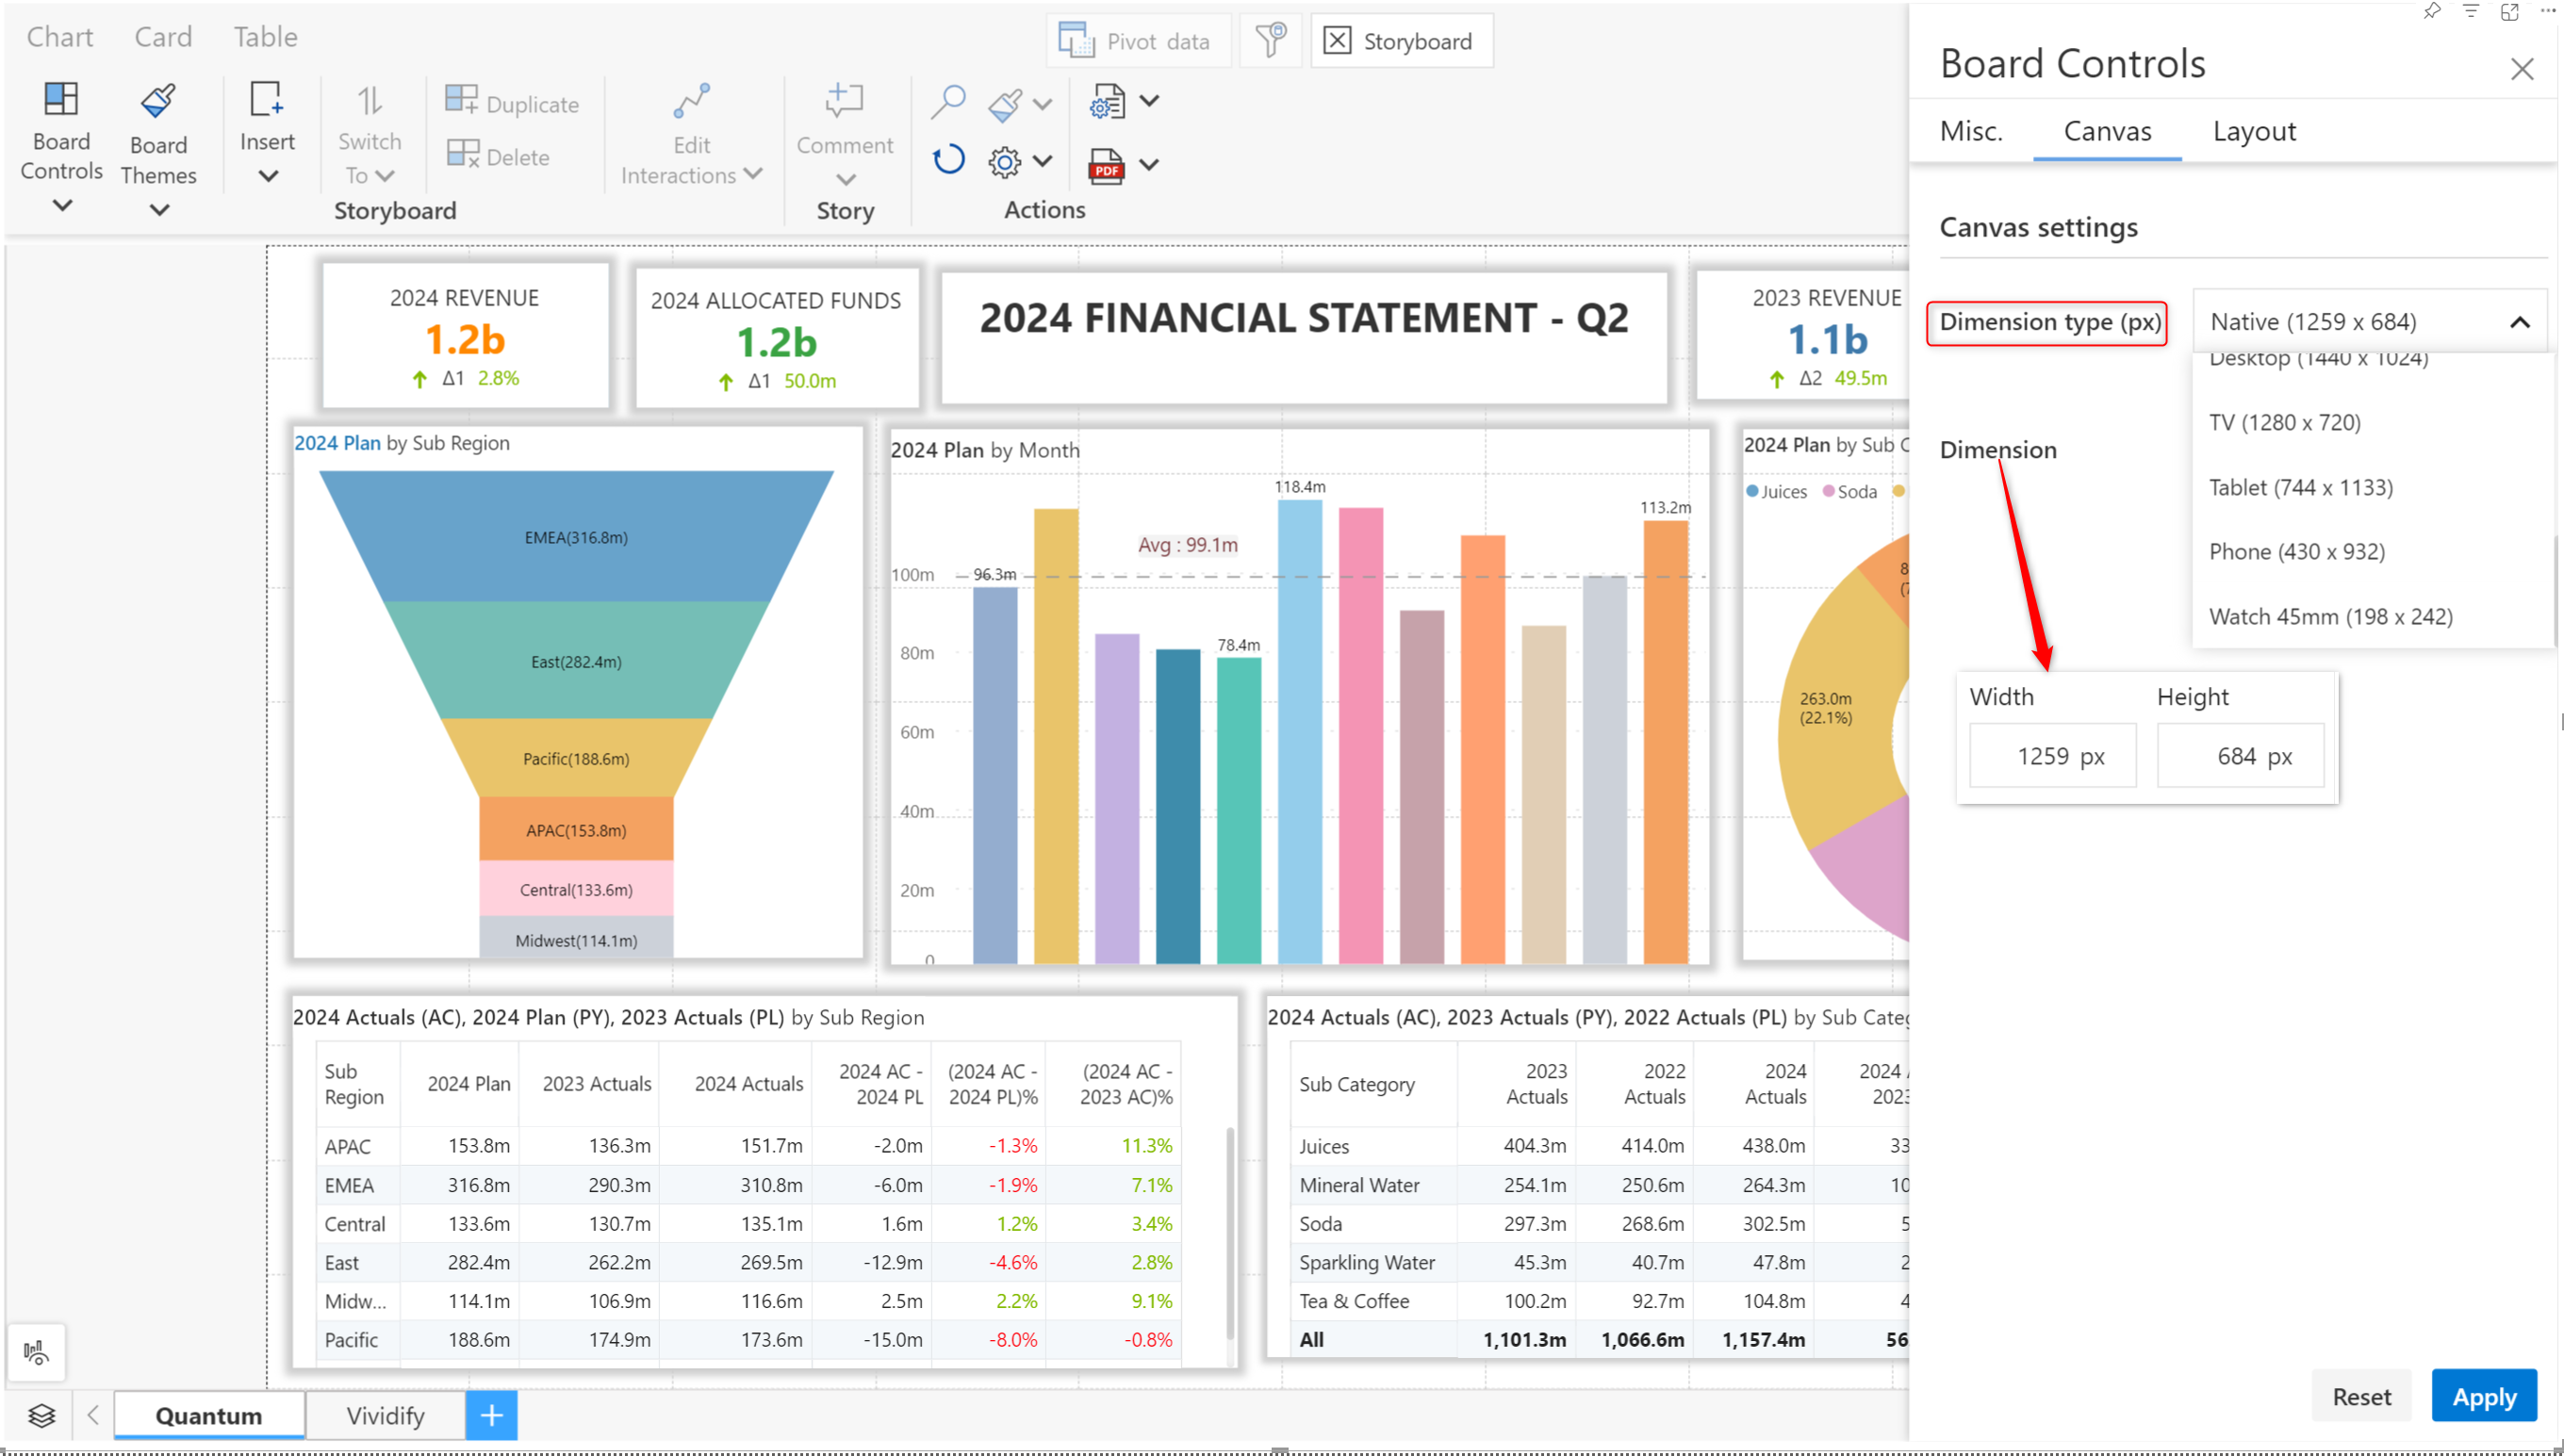 Chart Card Table
Pivot data
Storyboard
Board Controls
Board Themes
Insert
Switch To
Duplicate
Delete
Edit Interactions
Comment
PDF
Storyboard
Story
Actions
2024 REVENUE
1.2b
Δ1 2.8%
2024 ALLOCATED FUNDS
1.2b
Δ1 50.0m
2024 FINANCIAL STATEMENT - Q2
2023 REVENUE
1.1b
Δ2 49.5m
2024 Plan by Sub Region
EMEA(316.8m)
East(282.4m)
Pacific(188.6m)
APAC(153.8m)
Central(133.6m)
Midwest(114.1m)
2024 Plan by Month
118.4m
113.2m
Avg : 99.1m
100m
96.3m
78.4m
80m
60m
40m
20m
0
2024 Plan by Sub C
Juices Soda
8
(7
263.0m
(22.1%)
2024 Actuals (AC), 2024 Plan (PY), 2023 Actuals (PL) by Sub Region
Sub Region 2024 Plan 2023 Actuals 2024 Actuals 2024 AC - 2024 PL (2024 AC - 2024 PL)% (2024 AC - 2023 AC)%
APAC 153.8m 136.3m 151.7m -2.0m -1.3% 11.3%
EMEA 316.8m 290.3m 310.8m -6.0m -1.9% 7.1%
Central 133.6m 130.7m 135.1m 1.6m 1.2% 3.4%
East 282.4m 262.2m 269.5m -12.9m -4.6% 2.8%
Midw... 114.1m 106.9m 116.6m 2.5m 2.2% 9.1%
Pacific 188.6m 174.9m 173.6m -15.0m -8.0% -0.8%
2024 Actuals (AC), 2023 Actuals (PY), 2022 Actuals (PL) by Sub Categ
Sub Category 2023 Actuals 2022 Actuals 2024 Actuals 2024 A 2023
Juices 404.3m 414.0m 438.0m 33
Mineral Water 254.1m 250.6m 264.3m 10
Soda 297.3m 268.6m 302.5m 5
Sparkling Water 45.3m 40.7m 47.8m 2
Tea & Coffee 100.2m 92.7m 104.8m 4
All 1,101.3m 1,066.6m 1,157.4m 56
Quantum
Vividify
Board Controls
Misc. Canvas Layout
Canvas settings
Dimension type (px)
Native (1259 x 684)
Desktop (1440 x 1024)
TV (1280 x 720)
Tablet (744 x 1133)
Phone (430 x 932)
Watch 45mm (198 x 242)
Dimension
Width Height
1259 px 684 px
Reset Apply